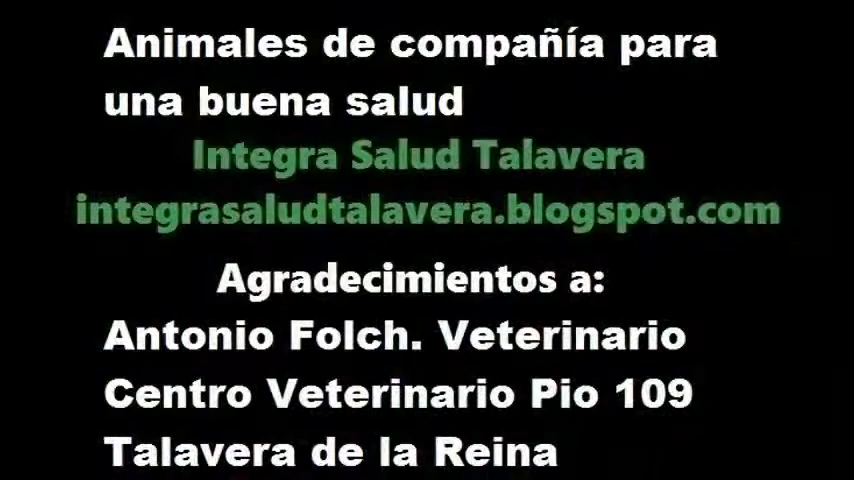 Animales de compañía para
una buena salud
Integra Salud Talavera
integrasaludtalavera.blogspot.com
Agradecimientos a:
Antonio Folch. Veterinario
Centro Veterinario Pio 109
Talavera de la Reina